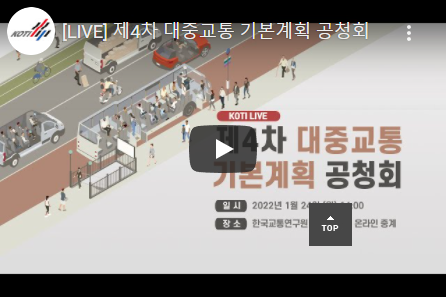 KOTI
[LIVE] 제4차 대중교통 기본계획 공청회
KOTI LIVE
제4차 대중교통
기본계획 공청회
일 시 2022년 1월 24일
장 소 한국교통연구원 온라인 중계
TOP